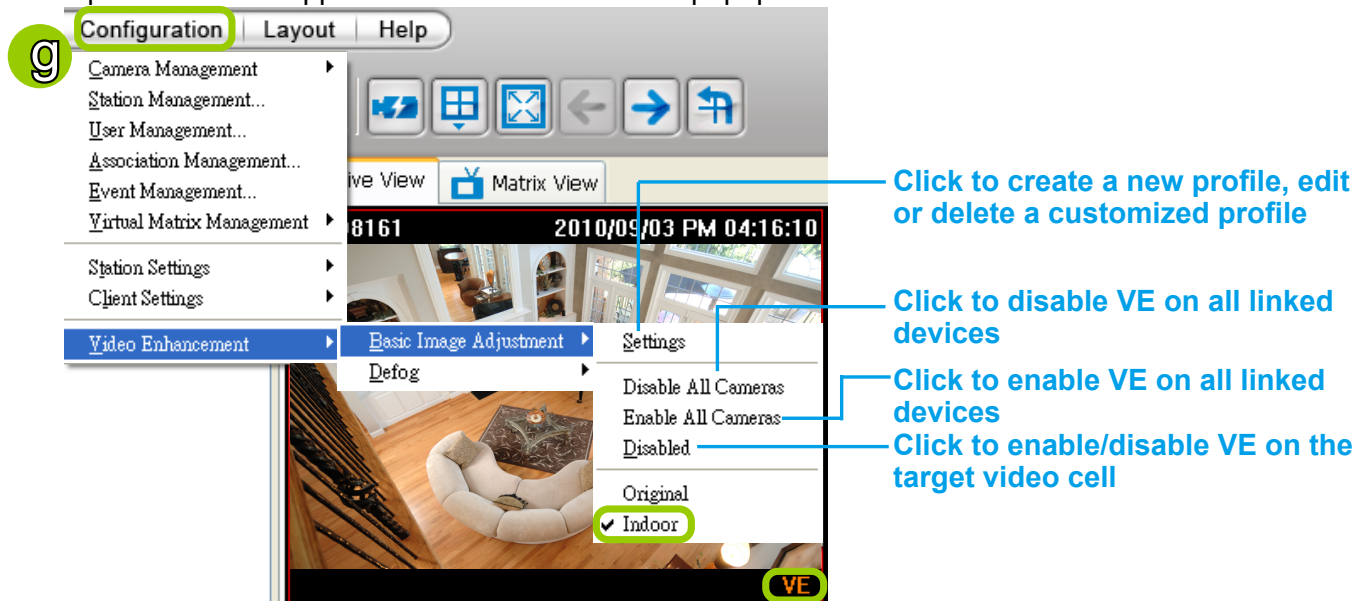 Configuration Layout Help
g
Camera Management
Station Management...
User Management...
Association Management...
Event Management...
Virtual Matrix Management
Station Settings
Client Settings
Video Enhancement
ive View
Matrix View
8161
2010/09/03 PM 04:16:10
Basic Image Adjustment
Defog
Settings
Disable All Cameras
Enable All Cameras
Disabled
Original
Indoor
VE
Click to create a new profile, edit
or delete a customized profile
Click to disable VE on all linked
devices
Click to enable VE on all linked
devices
Click to enable/disable VE on the
target video cell